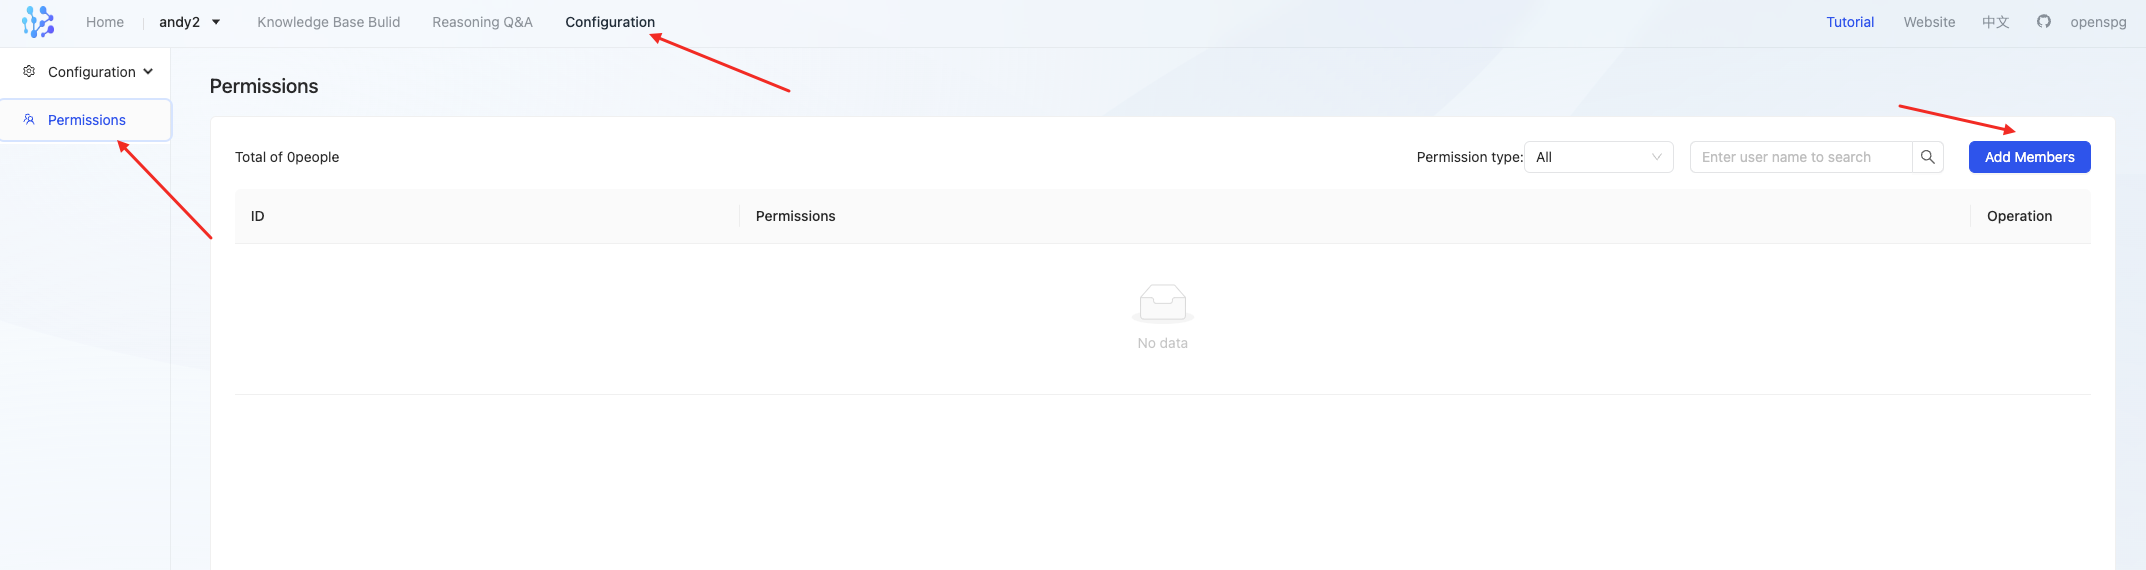 Home andy2 Knowledge Base Bulid Reasoning Q&A Configuration Tutorial Website 中文 openspg
Configuration
Permissions
Permissions
Total of 0people Permission type: All Enter user name to search Add Members
ID Permissions Operation
No data